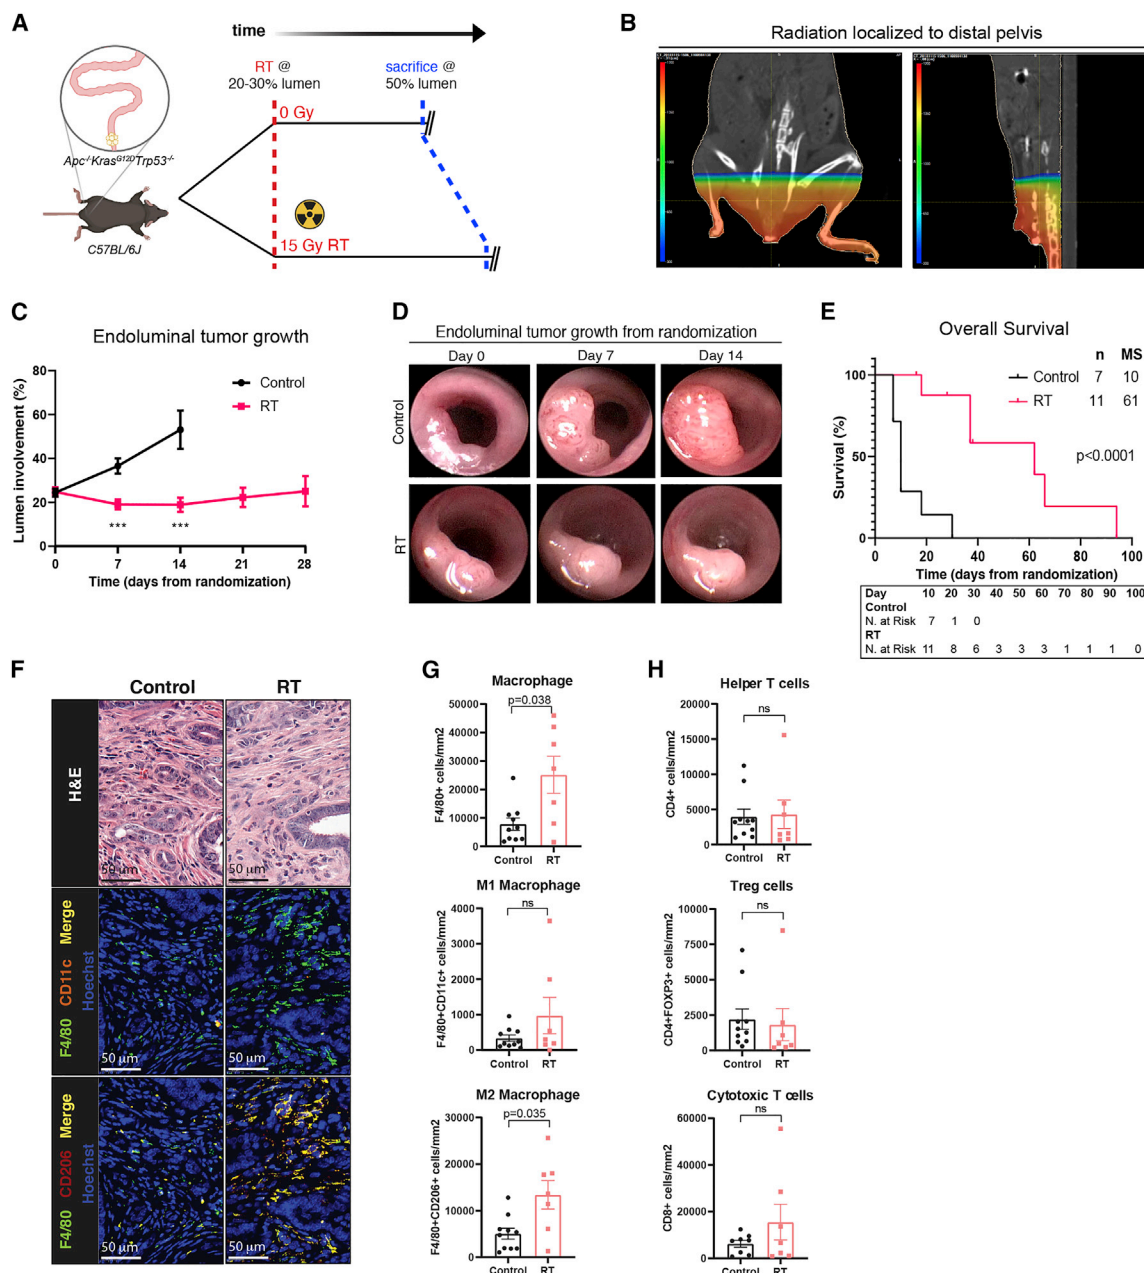 A
time
RT @
20-30% lumen
sacrifice @
50% lumen
0 Gy
Apc-/-KrasG12DTrp53-/-
15 Gy RT
C57BL/6J
B
Radiation localized to distal pelvis
C
Endoluminal tumor growth
Lumen involvement (%)
80
60
40
20
0
Control
RT
***
***
0
7
14
21
28
Time (days from randomization)
D
Endoluminal tumor growth from randomization
Day 0
Day 7
Day 14
Control
RT
E
Overall Survival
n MS
Control 7 10
RT 11 61
p<0.0001
Survival (%)
100
50
0
0 20 40 60 80 100
Time (days from randomization)
Day 10 20 30 40 50 60 70 80 90 100
Control
N. at Risk 7 1 0
RT
N. at Risk 11 8 6 3 3 3 1 1 1 0
F
Control
RT
H&E
50 µm
50 µm
F4/80 CD11c Merge
Hoechst
50 µm
50 µm
F4/80 CD206 Merge
Hoechst
50 µm
50 µm
G
Macrophage
p=0.038
F4/80+ cells/mm2
50000
40000
30000
20000
10000
0
Control
RT
M1 Macrophage
ns
F4/80+CD11c+ cells/mm2
4000
3000
2000
1000
0
Control
RT
M2 Macrophage
p=0.035
F4/80+CD206+ cells/mm2
30000
20000
10000
0
Control
RT
H
Helper T cells
ns
CD4+ cells/mm2
20000
15000
10000
5000
0
Control
RT
Treg cells
ns
CD4+FOXP3+ cells/mm2
10000
7500
5000
2500
0
Control
RT
Cytotoxic T cells
ns
CD8+ cells/mm2
60000
40000
20000
0
Control
RT